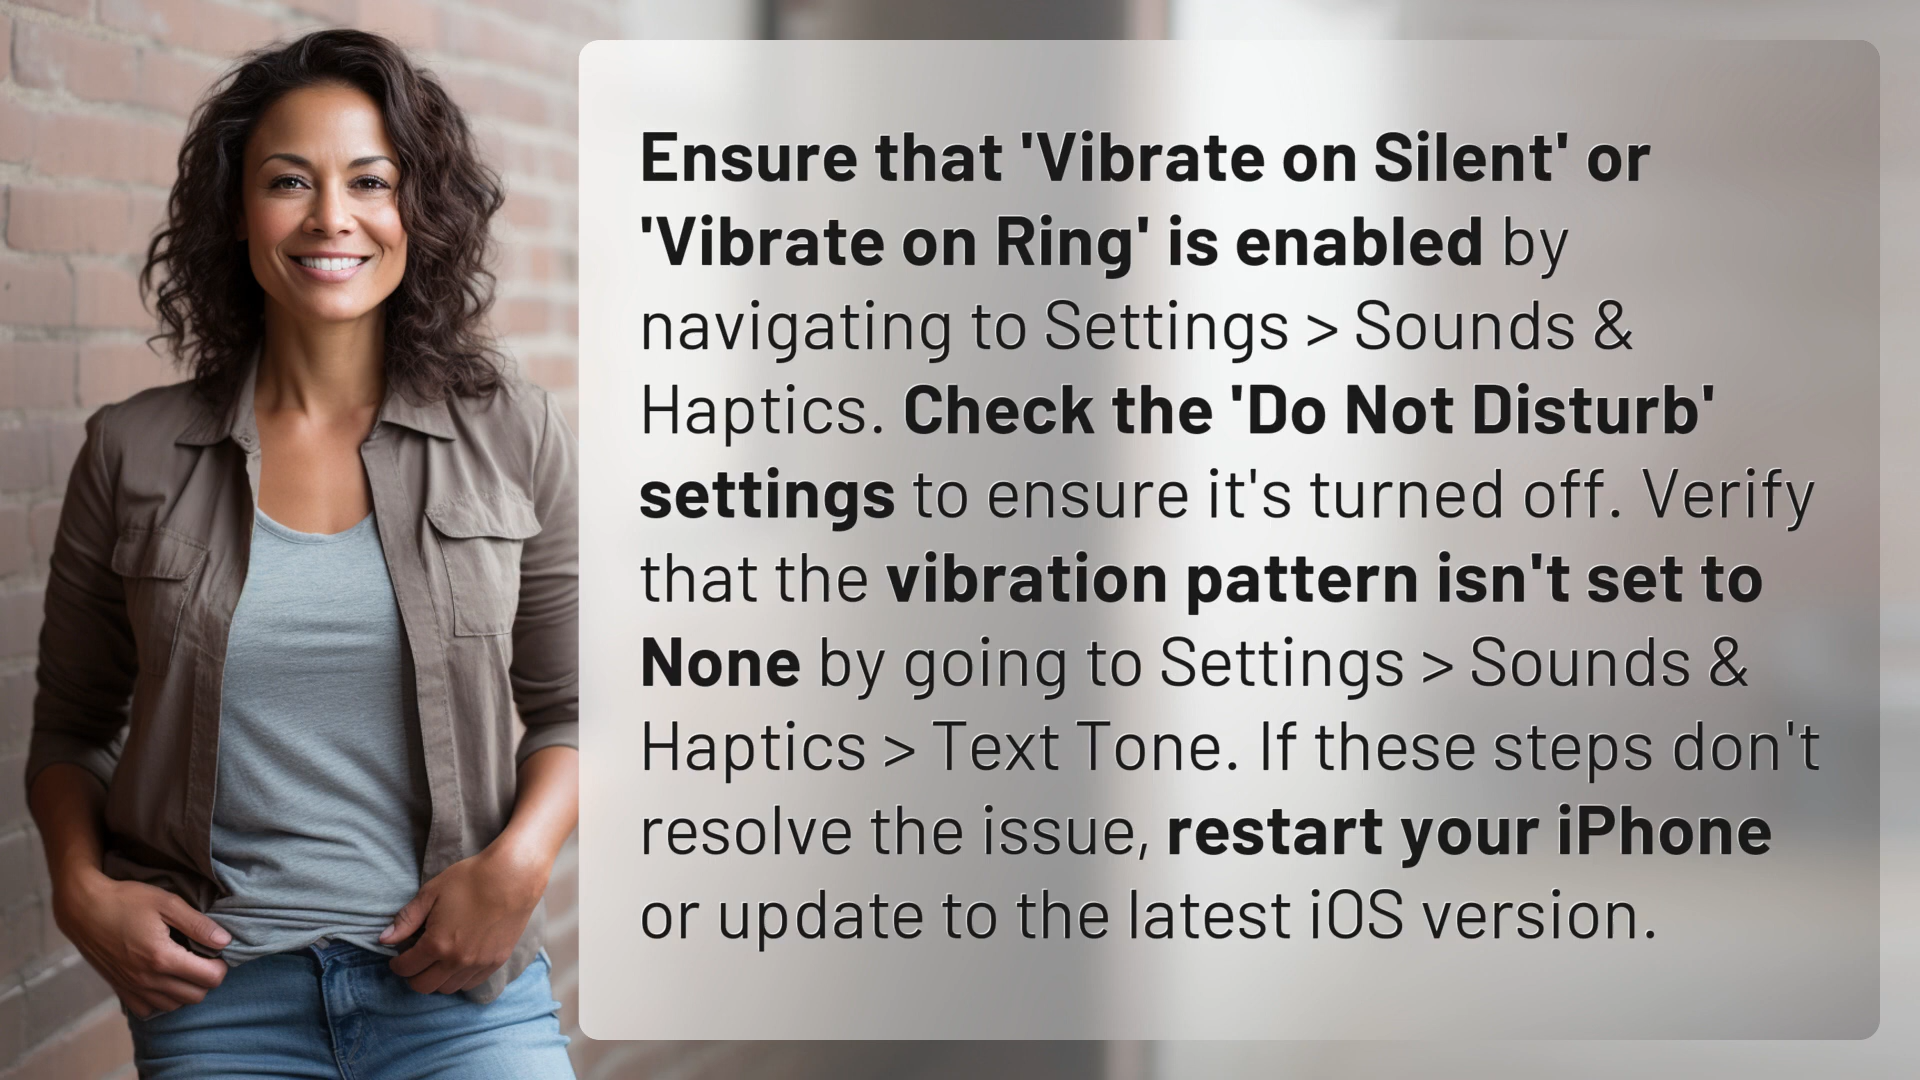 Ensure that 'Vibrate on Silent' or
'Vibrate on Ring' is enabled by
navigating to Settings > Sounds &
Haptics. Check the 'Do Not Disturb'
settings to ensure it's turned off. Verify
that the vibration pattern isn't set to
None by going to Settings > Sounds &
Haptics > Text Tone. If these steps don't
resolve the issue, restart your iPhone
or update to the latest iOS version.